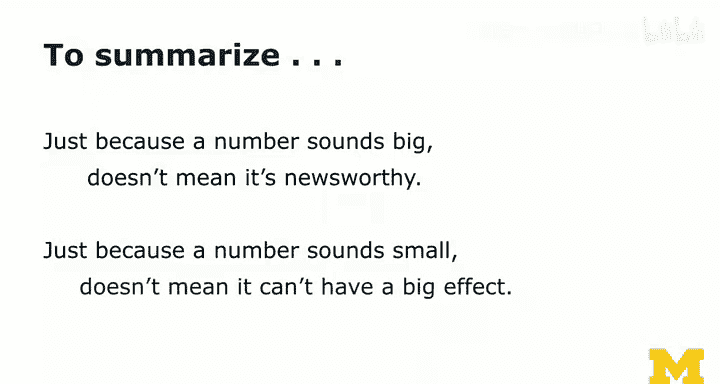 To summarize . . .
Just because a number sounds big,
doesn’t mean it’s newsworthy.
Just because a number sounds small,
doesn’t mean it can’t have a big effect.
M